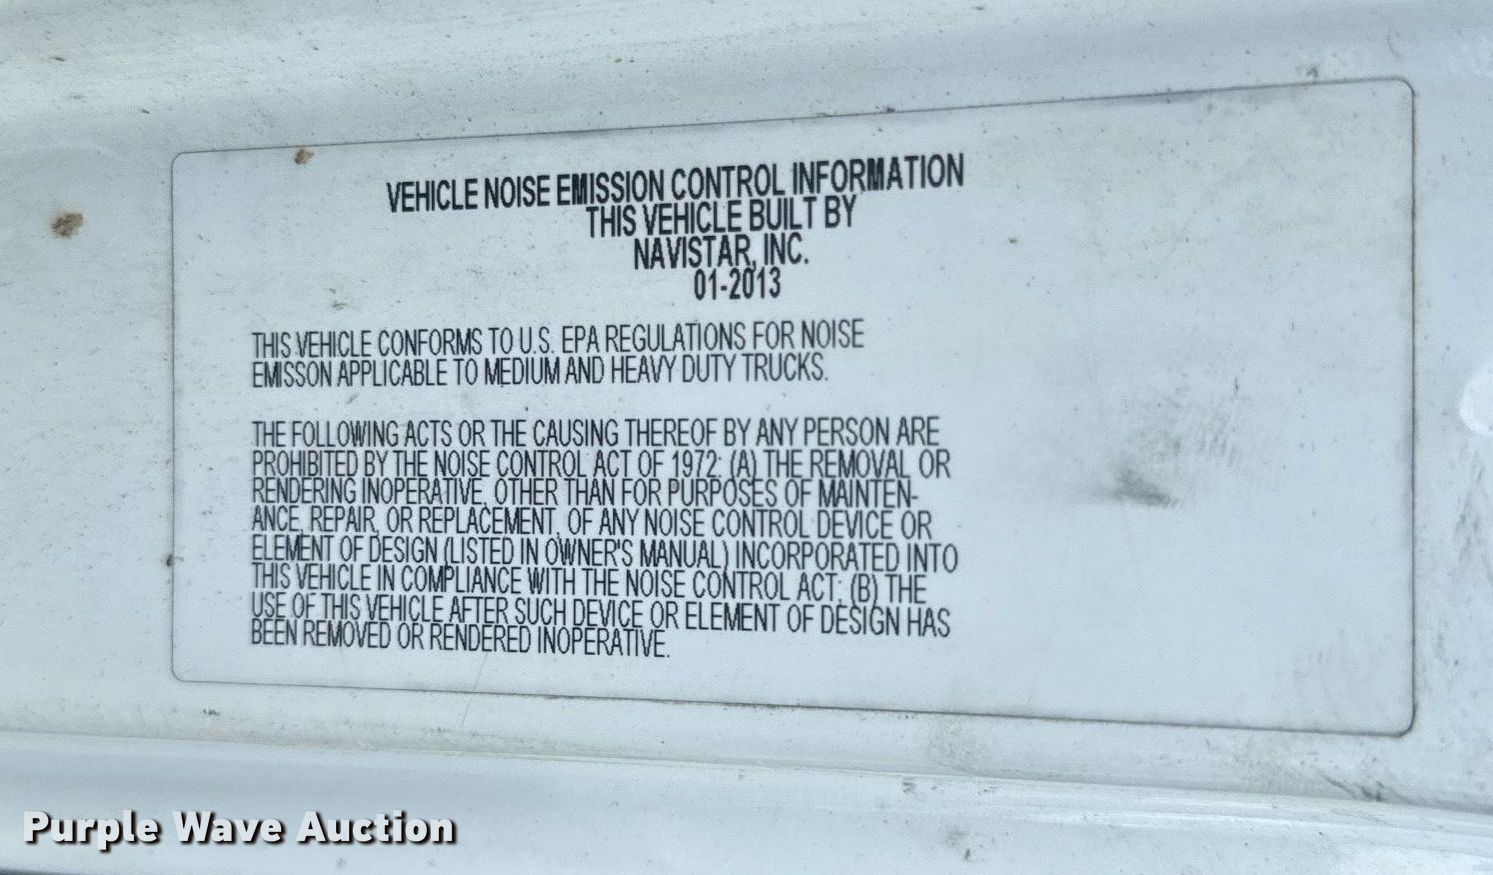 VEHICLE NOISE EMISSION CONTROL INFORMATION
THIS VEHICLE BUILT BY
NAVISTAR, INC.
01-2013
THIS VEHICLE CONFORMS TO U.S. EPA REGULATIONS FOR NOISE
EMISSON APPLICABLE TO MEDIUM AND HEAVY DUTY TRUCKS.
THE FOLLOWING ACTS OR THE CAUSING THEREOF BY ANY PERSON ARE
PROHIBITED BY THE NOISE CONTROL ACT OF 1972: (A) THE REMOVAL OR
RENDERING INOPERATIVE, OTHER THAN FOR PURPOSES OF MAINTEN-
ANCE, REPAIR, OR REPLACEMENT, OF ANY NOISE CONTROL DEVICE OR
ELEMENT OF DESIGN (LISTED IN OWNER'S MANUAL) INCORPORATED INTO
THIS VEHICLE IN COMPLIANCE WITH THE NOISE CONTROL ACT; (B) THE
USE OF THIS VEHICLE AFTER SUCH DEVICE OR ELEMENT OF DESIGN HAS
BEEN REMOVED OR RENDERED INOPERATIVE.
Purple Wave Auction